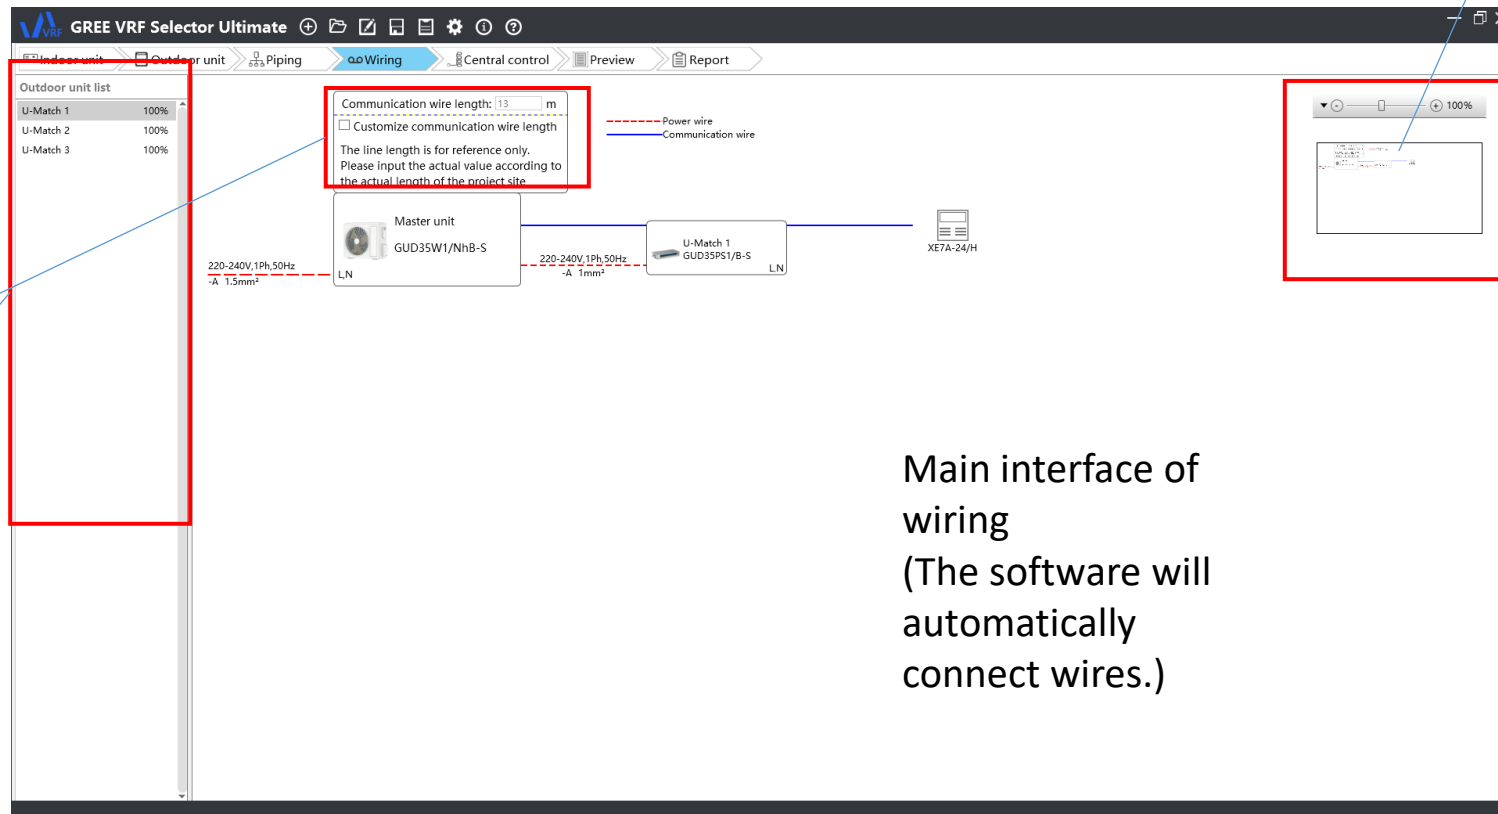 VRF GREE VRF Selector Ultimate
Indoor unit Outdoor unit Piping Wiring Central control Preview Report
Outdoor unit list
U-Match 1 100%
U-Match 2 100%
U-Match 3 100%
Communication wire length: 13 m
Customize communication wire length
The line length is for reference only.
Please input the actual value according to
the actual length of the project site.
Power wire
Communication wire
100%
Master unit
GUD35W1/NhB-S
L,N
220-240V,1Ph,50Hz
-A 1.5mm²
220-240V,1Ph,50Hz
-A 1mm²
U-Match 1
GUD35PS1/B-S
L,N
XE7A-24/H
Main interface of
wiring
(The software will
automatically
connect wires.)